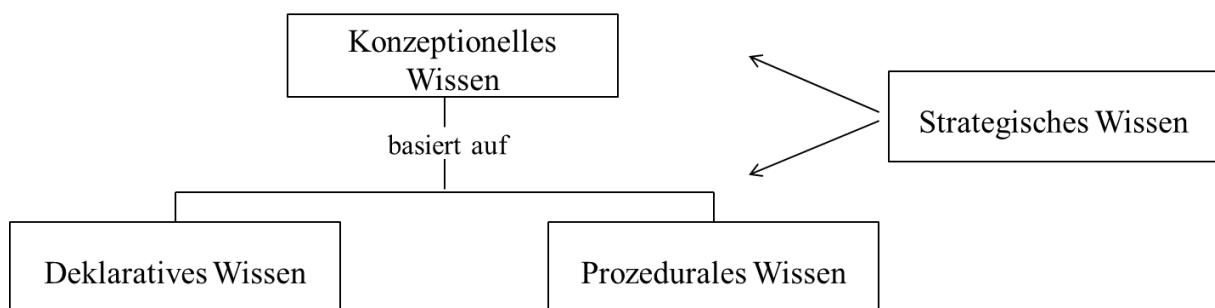 Konzeptionelles
Wissen
Strategisches Wissen
basiert auf
Deklaratives Wissen
Prozedurales Wissen